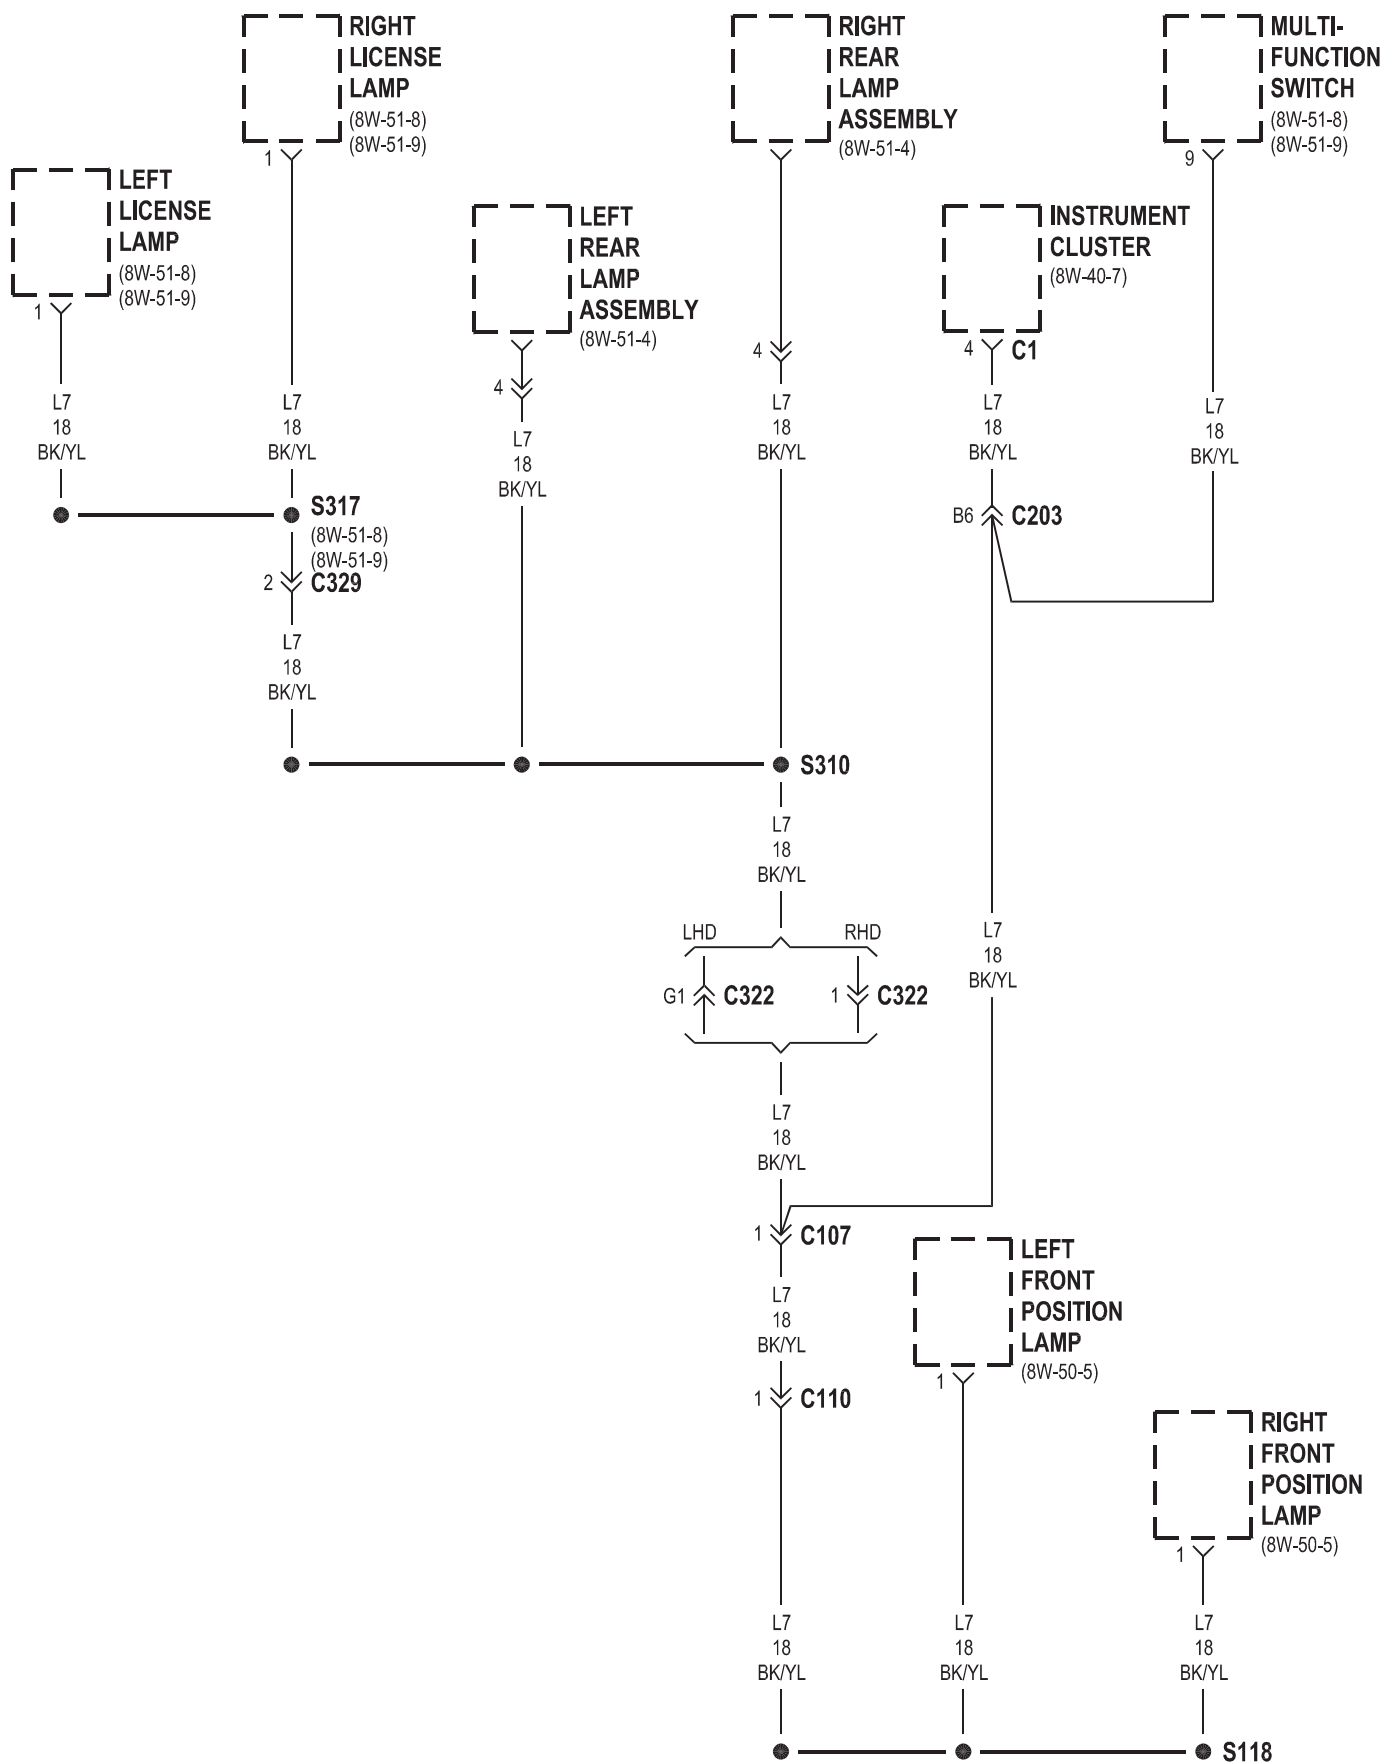 RIGHT
LICENSE
LAMP
(8W-51-8)
(8W-51-9)
1
RIGHT
REAR
LAMP
ASSEMBLY
(8W-51-4)
MULTI-
FUNCTION
SWITCH
(8W-51-8)
(8W-51-9)
9
LEFT
LICENSE
LAMP
(8W-51-8)
(8W-51-9)
1
LEFT
REAR
LAMP
ASSEMBLY
(8W-51-4)
4
4
INSTRUMENT
CLUSTER
(8W-40-7)
4
C1
L7
18
BK/YL
L7
18
BK/YL
L7
18
BK/YL
L7
18
BK/YL
L7
18
BK/YL
L7
18
BK/YL
S317
(8W-51-8)
(8W-51-9)
2
C329
B6
C203
L7
18
BK/YL
S310
L7
18
BK/YL
LHD
RHD
G1
C322
1
C322
L7
18
BK/YL
L7
18
BK/YL
1
C107
L7
18
BK/YL
1
C110
LEFT
FRONT
POSITION
LAMP
(8W-50-5)
1
RIGHT
FRONT
POSITION
LAMP
(8W-50-5)
1
L7
18
BK/YL
L7
18
BK/YL
L7
18
BK/YL
S118